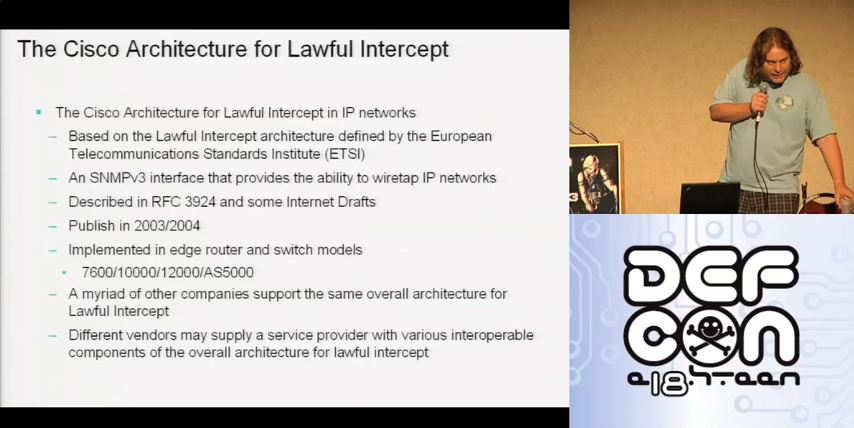 The Cisco Architecture for Lawful Intercept
▪ The Cisco Architecture for Lawful Intercept in IP networks
– Based on the Lawful Intercept architecture defined by the European
Telecommunications Standards Institute (ETSI)
– An SNMPv3 interface that provides the ability to wiretap IP networks
– Described in RFC 3924 and some Internet Drafts
– Publish in 2003/2004
– Implemented in edge router and switch models
• 7600/10000/12000/AS5000
– A myriad of other companies support the same overall architecture for
Lawful Intercept
– Different vendors may supply a service provider with various interoperable
components of the overall architecture for lawful intercept
DEF
CON
e.18.h.teen